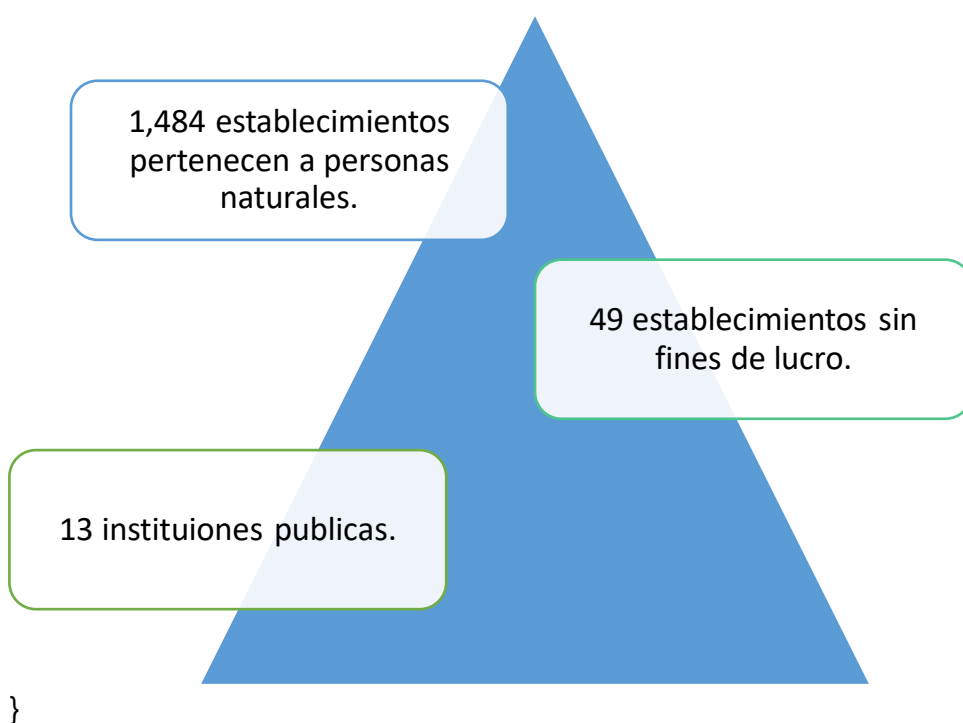 1,484 establecimientos
pertenecen a personas
naturales.
49 establecimientos sin
fines de lucro.
13 instituiones publicas.
}